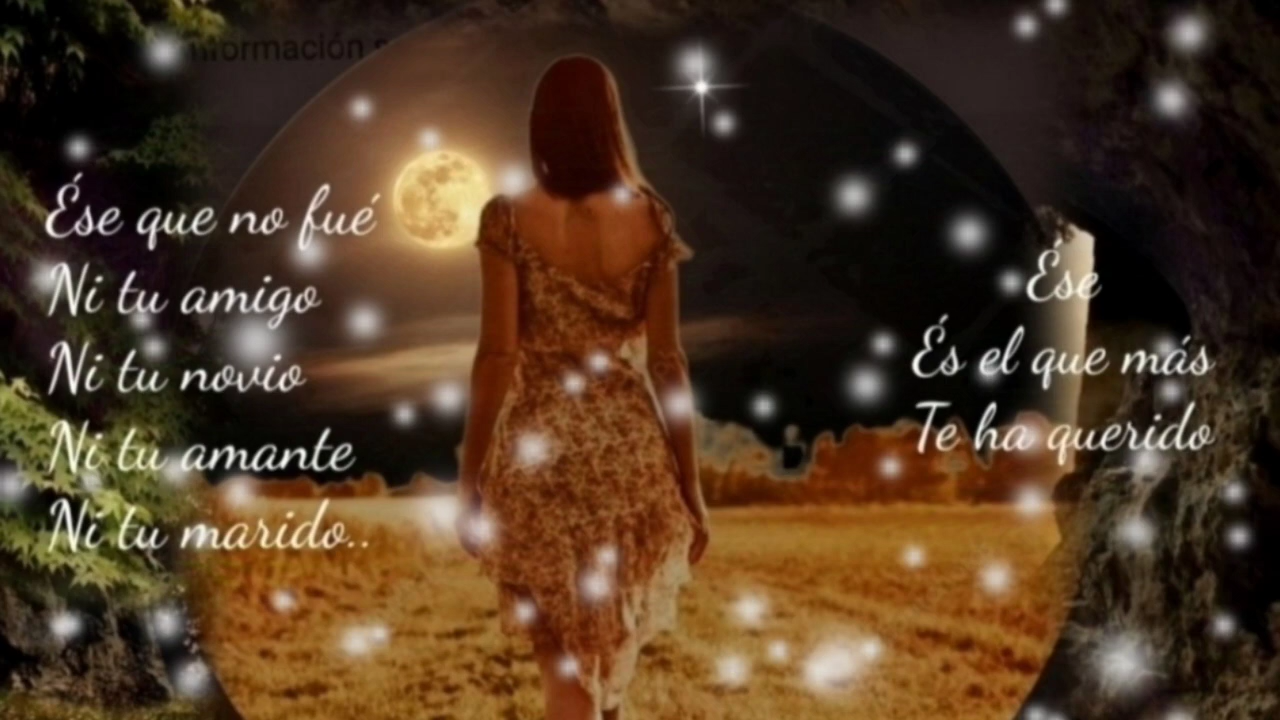 nformación s
Ése que no fué
Ni tu amigo
Ni tu novio
Ni tu amante
Ni tu marido..
Ése
És el que más
Te ha querido